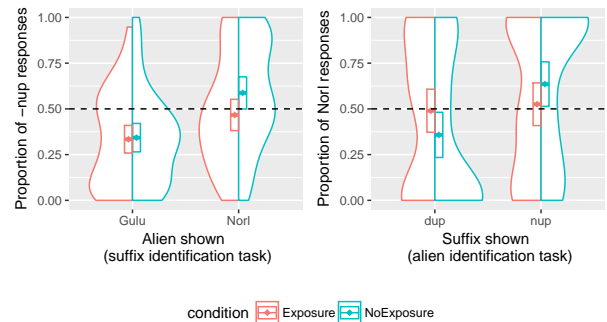 Proportion of −nup responses
1.00
0.75
0.50
0.25
0.00
Gulu
Norl
Alien shown
(suffix identification task)
Proportion of Norl responses
1.00
0.75
0.50
0.25
0.00
dup
nup
Suffix shown
(alien identification task)
condition
Exposure
NoExposure